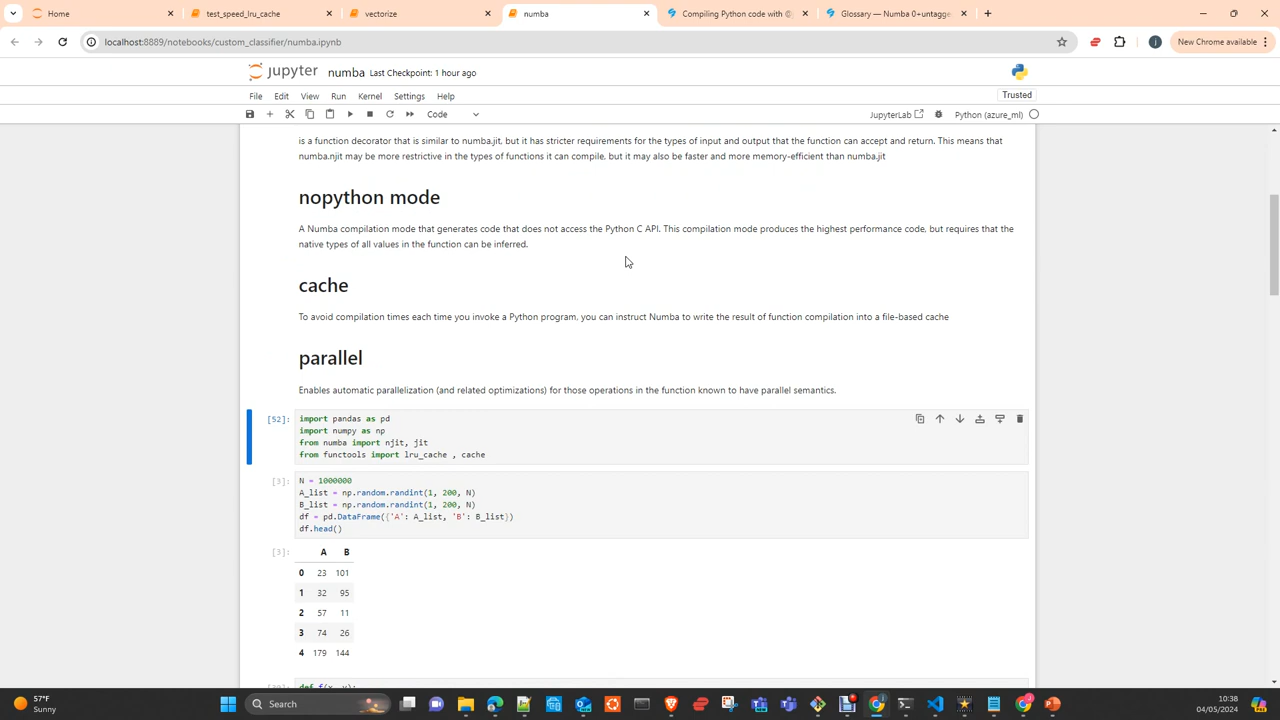 Home
test_speed_lru_cache
vectorize
numba
Compiling Python code with @
Glossary — Numba 0+untagge
localhost:8889/notebooks/custom_classifier/numba.ipynb
New Chrome available
jupyter numba Last Checkpoint: 1 hour ago
File Edit View Run Kernel Settings Help
Trusted
Code
JupyterLab
Python (azure_ml)
is a function decorator that is similar to numba.jit, but it has stricter requirements for the types of input and output that the function can accept and return. This means that
numba.njit may be more restrictive in the types of functions it can compile, but it may also be faster and more memory-efficient than numba.jit
nopython mode
A Numba compilation mode that generates code that does not access the Python C API. This compilation mode produces the highest performance code, but requires that the
native types of all values in the function can be inferred.
cache
To avoid compilation times each time you invoke a Python program, you can instruct Numba to write the result of function compilation into a file-based cache
parallel
Enables automatic parallelization (and related optimizations) for those operations in the function known to have parallel semantics.
[52]: import pandas as pd
import numpy as np
from numba import njit, jit
from functools import lru_cache , cache
[3]: N = 1000000
A_list = np.random.randint(1, 200, N)
B_list = np.random.randint(1, 200, N)
df = pd.DataFrame({'A': A_list, 'B': B_list})
df.head()
[3]: A B
0 23 101
1 32 95
2 57 11
3 74 26
4 179 144
def f(x, y):
57°F
Sunny
Search
10:38
04/05/2024